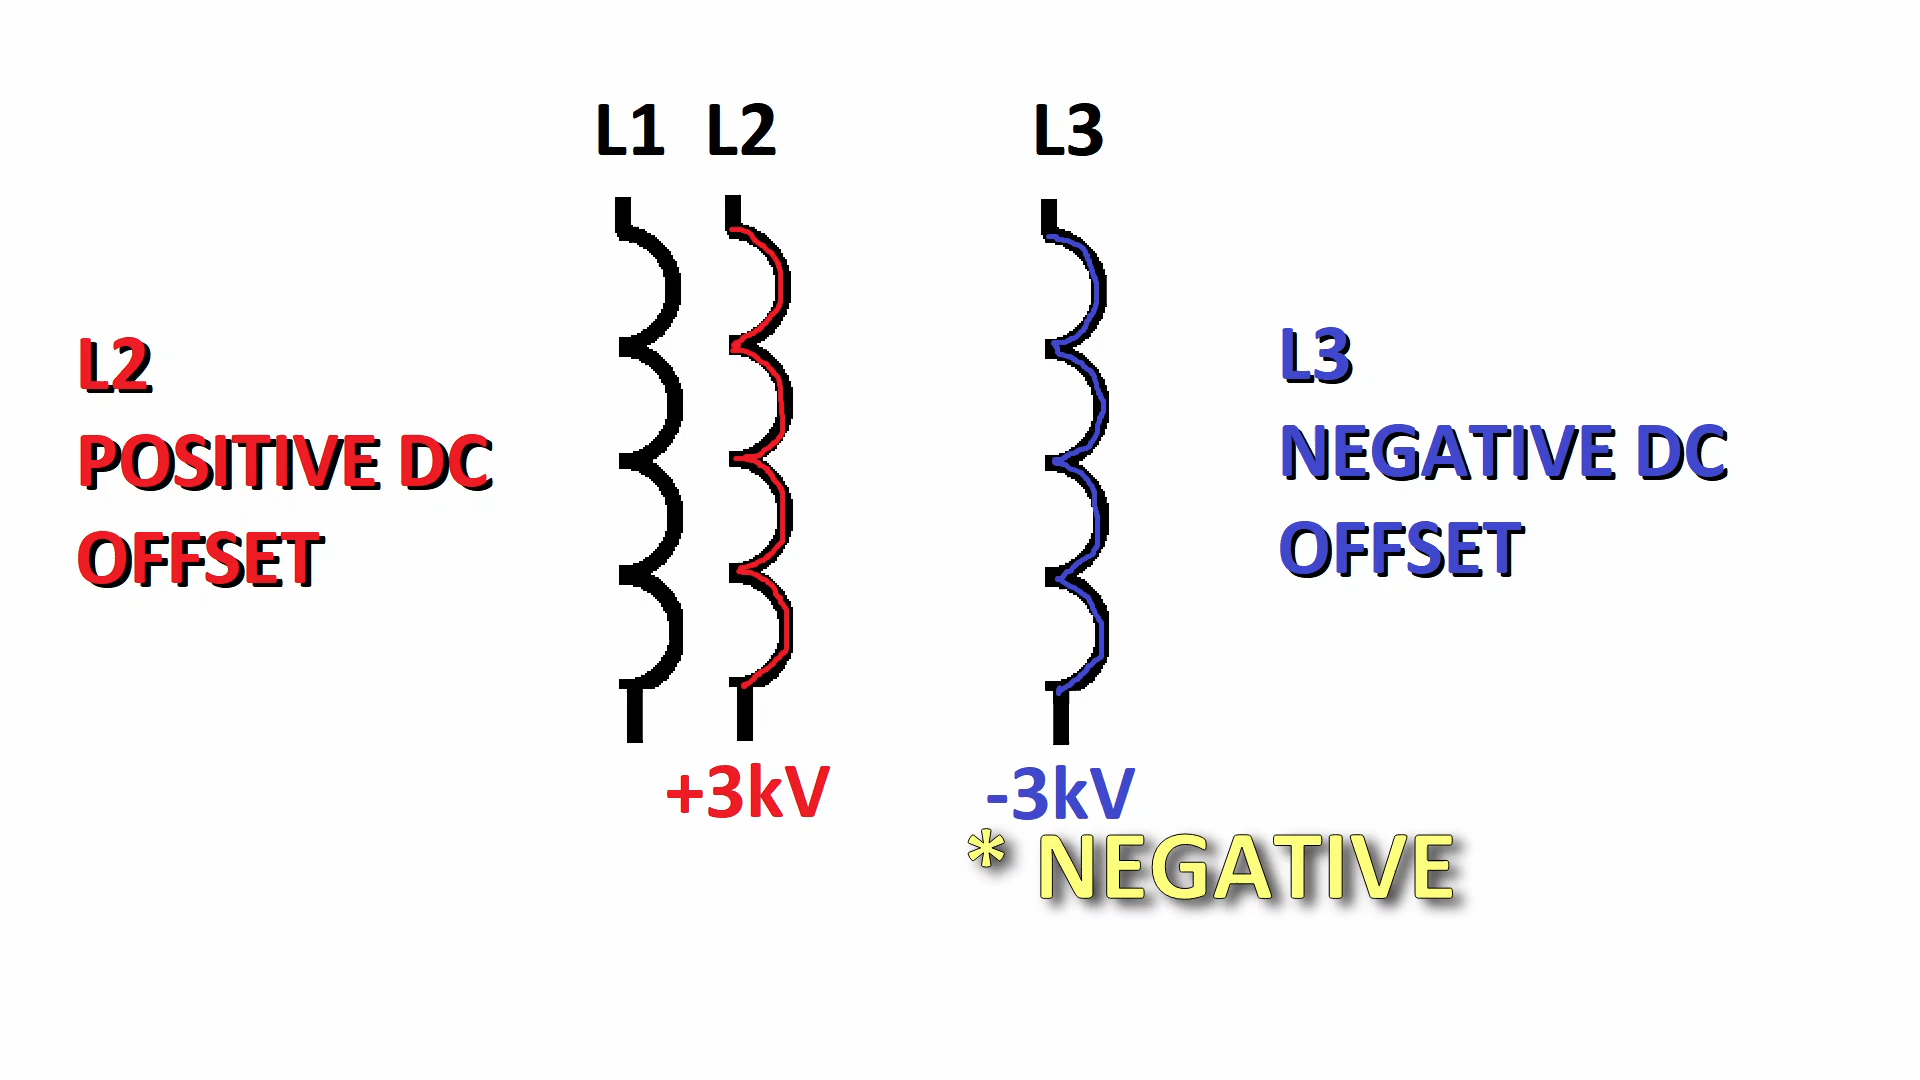 L1 L2 L3
L2
POSITIVE DC
OFFSET
L3
NEGATIVE DC
OFFSET
+3kV -3kV
* NEGATIVE